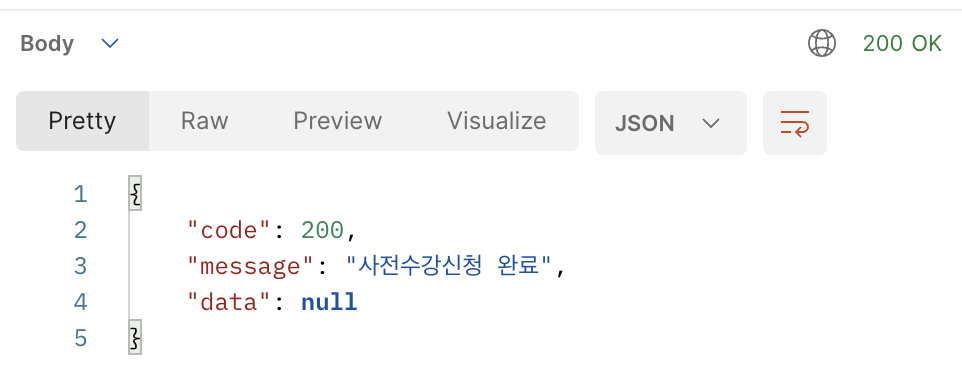 Body 200 OK
Pretty Raw Preview Visualize JSON
1 {
2 "code": 200,
3 "message": "사전수강신청 완료",
4 "data": null
5 }